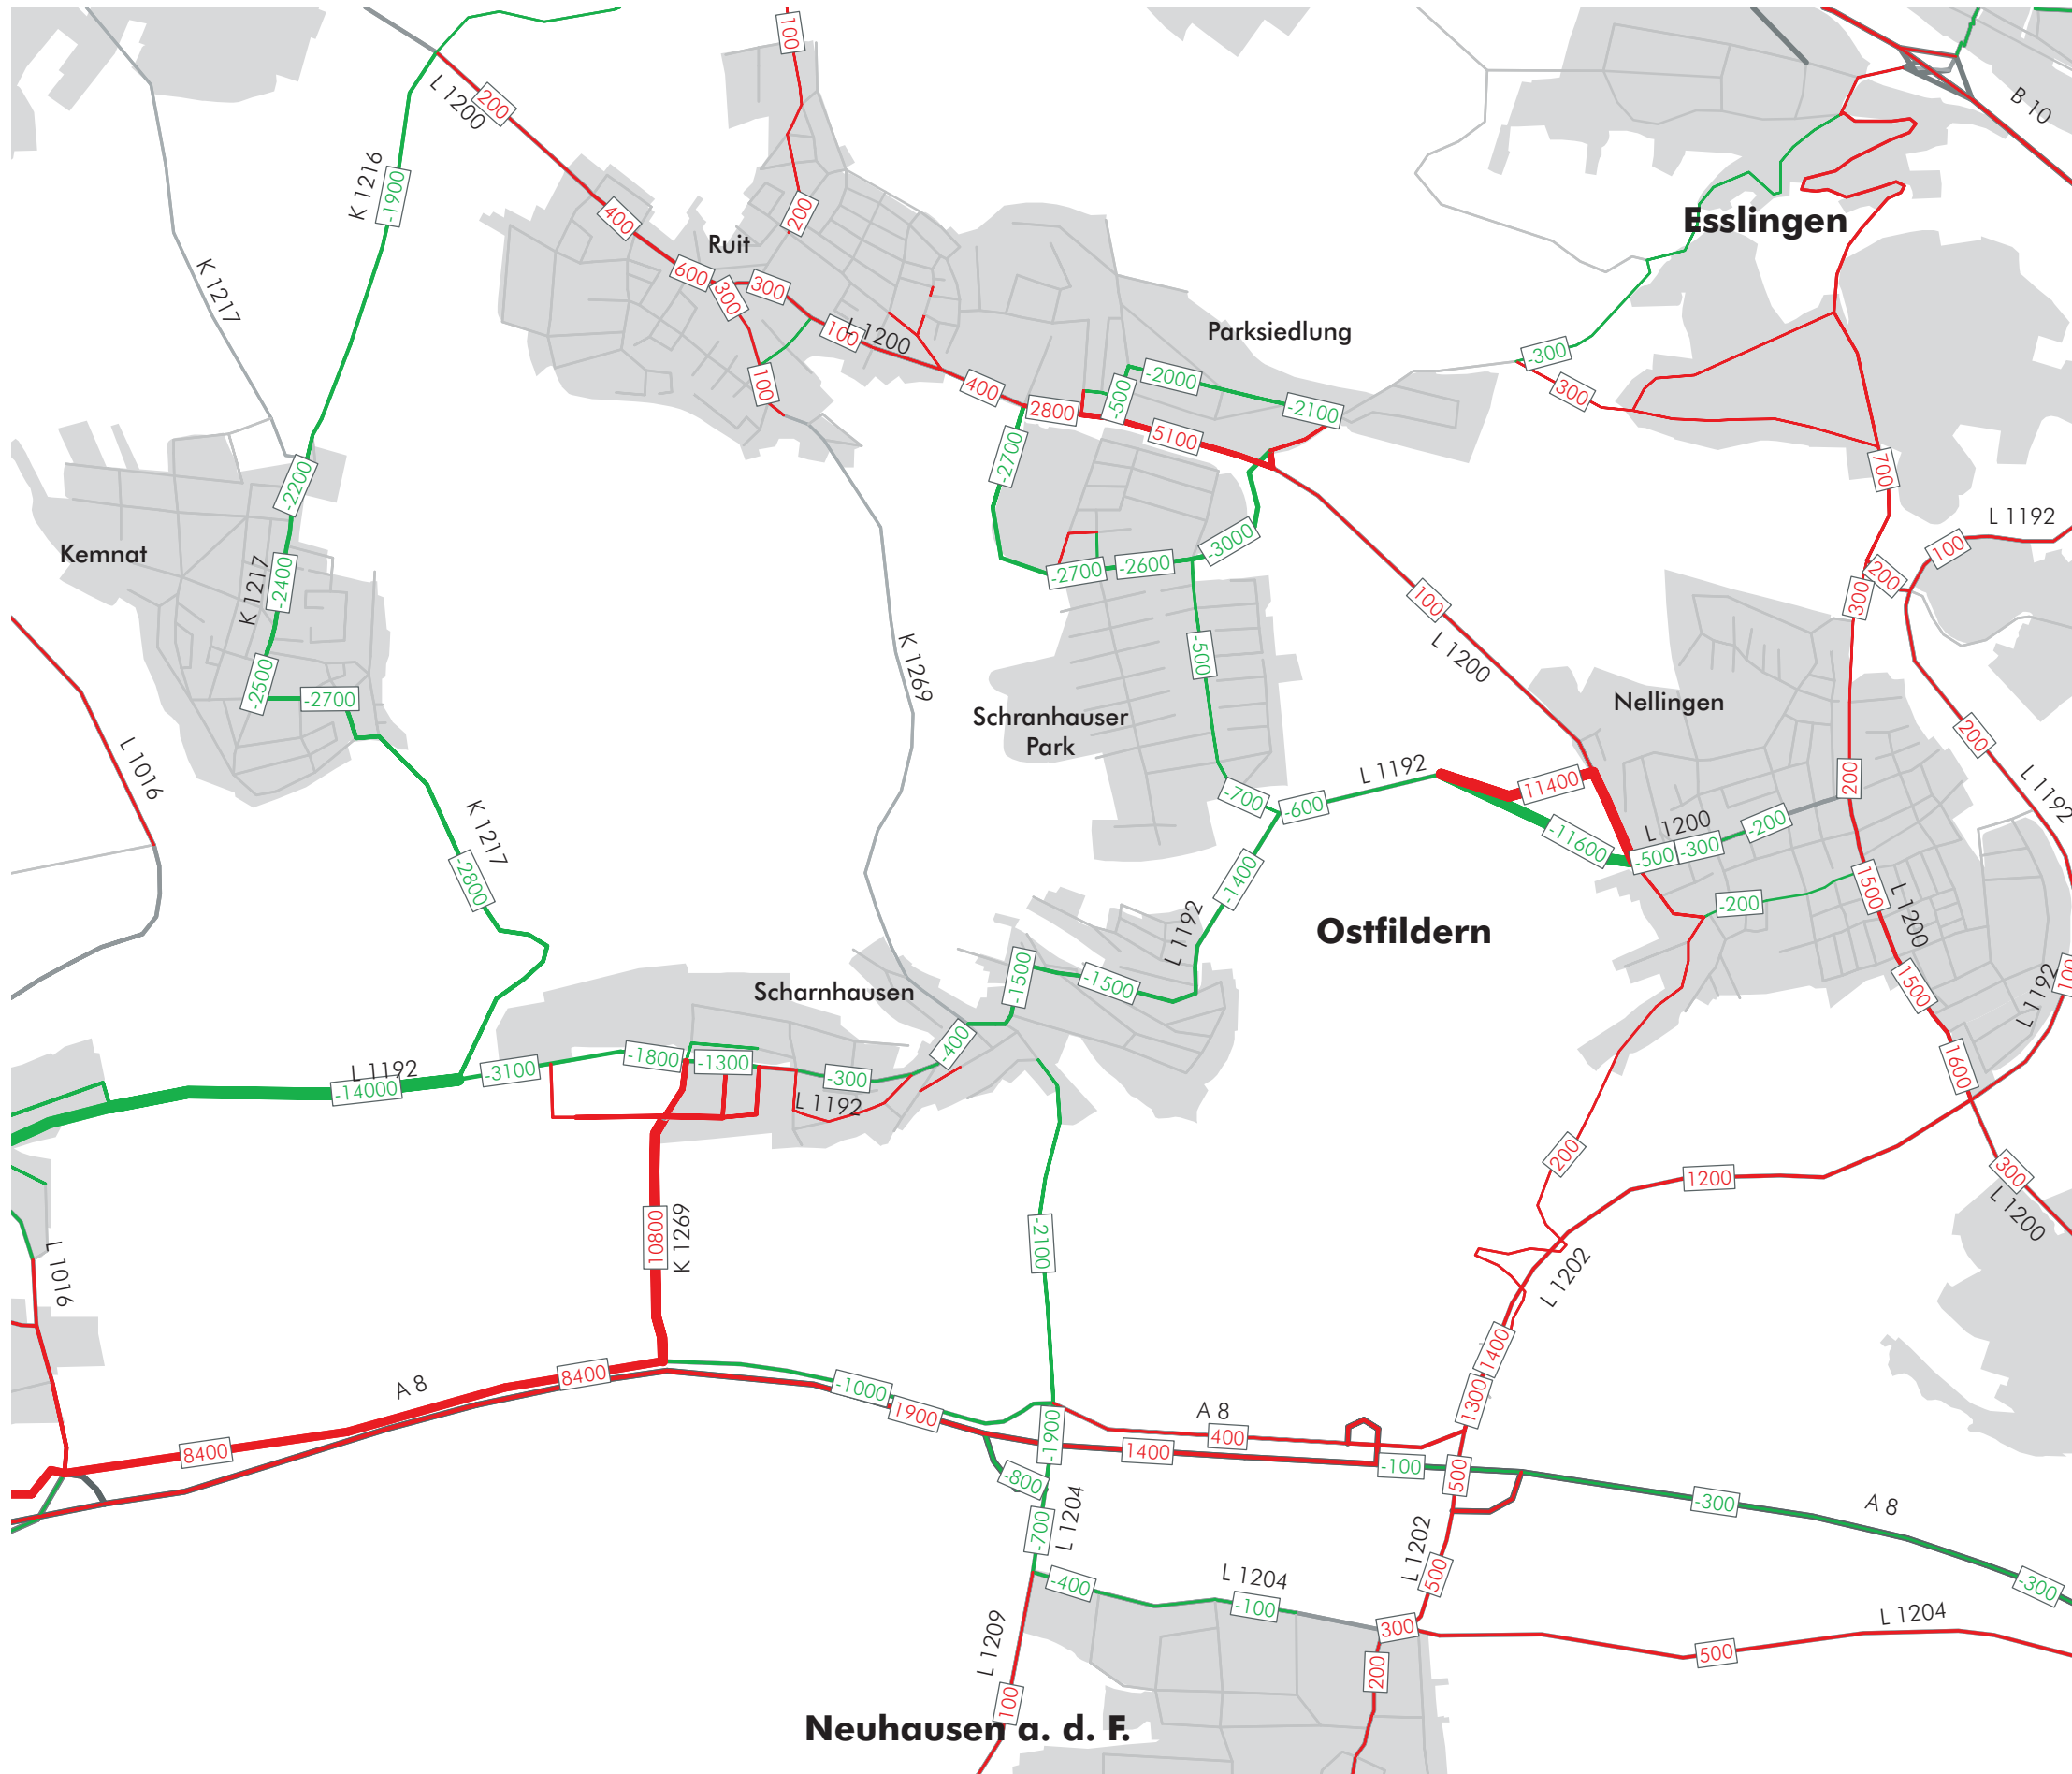 100
B 10
L 1200
200
K 1216
-1900
400
200
Esslingen
Ruit
600
300
300
K 1217
100
L 1200
Parksiedlung
-300
300
100
400
2800
-500
-2000
-2100
5100
-2700
-2200
700
L 1192
100
Kemnat
K 1217
-2400
-2700
-2600
-3000
200
300
100
L 1200
-500
K 1269
-2500
-2700
L 1016
Schranhauser
Park
Nellingen
200
200
L 1192
L 1192
11400
-700
-600
-11600
L 1200
-500
-300
-200
K 1217
-2800
-1400
-200
1500
L 1200
Ostfildern
L 1192
1500
L 1192
100
Scharnhausen
-1500
-1500
-400
1600
L 1192
-14000
-3100
-1800
-1300
-300
L 1192
200
1200
300
L 1200
10800
K 1269
-2100
L 1016
L 1202
1400
1300
A 8
8400
-1000
1900
8400
-1900
A 8
400
1400
-100
500
-800
-300
A 8
-700
L 1204
L 1202
500
-400
L 1204
-100
-300
300
L 1204
500
L 1209
200
100
Neuhausen a. d. F.